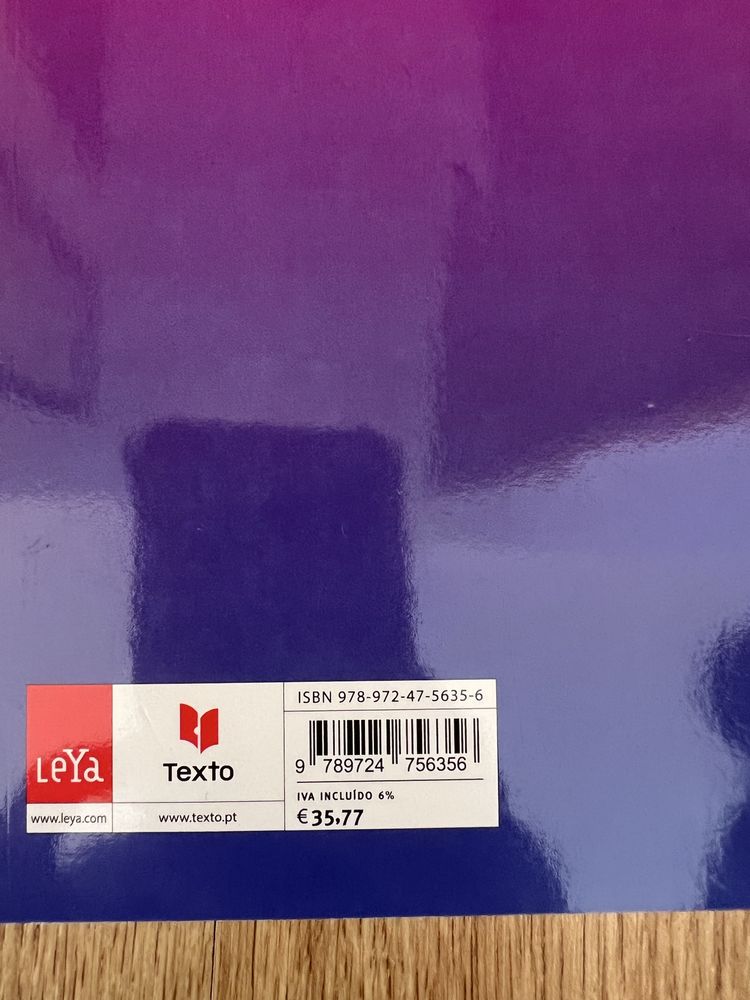 LeYa
www.leya.com
Texto
www.texto.pt
ISBN 978-972-47-5635-6
9 789724 756356
IVA INCLUÍDO 6%
€35,77